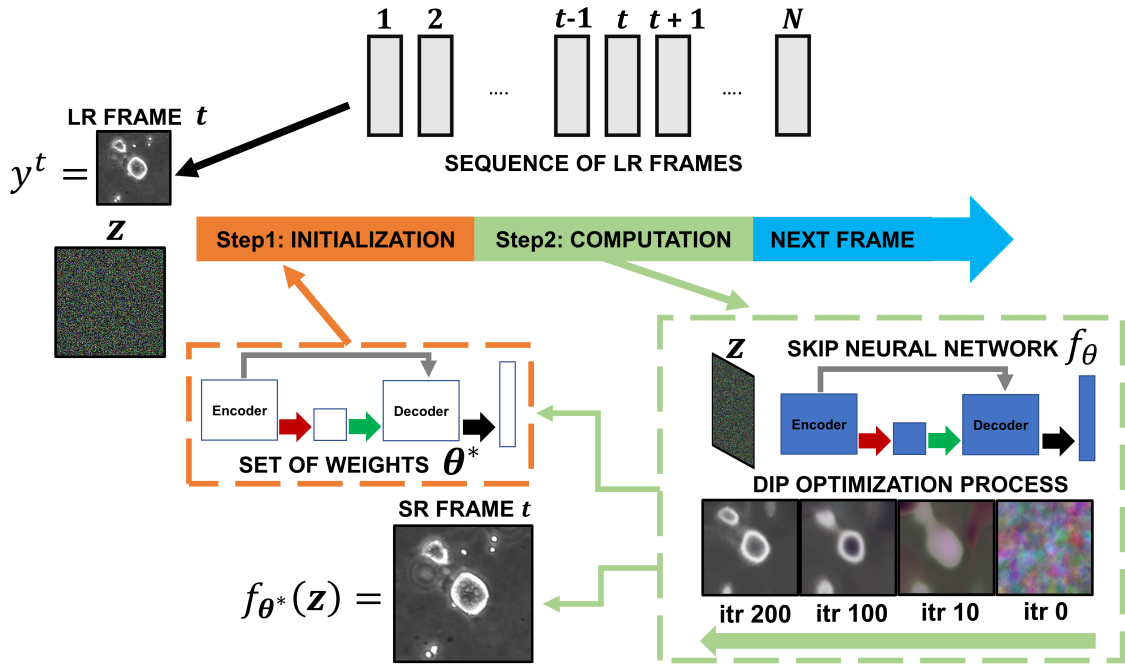 1 2 t-1 t t + 1 N
.... ....
SEQUENCE OF LR FRAMES
LR FRAME t
yᵗ =
z
Step1: INITIALIZATION Step2: COMPUTATION NEXT FRAME
Encoder Decoder
SET OF WEIGHTS θ*
z SKIP NEURAL NETWORK f_θ
Encoder Decoder
DIP OPTIMIZATION PROCESS
itr 200 itr 100 itr 10 itr 0
SR FRAME t
f_θ*(z) =